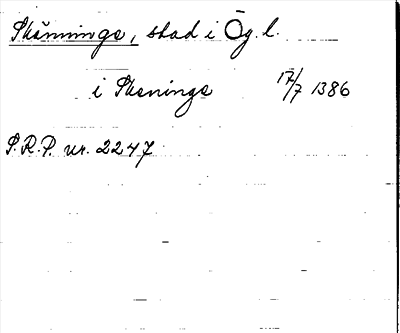 Skänninge, stad i Ög.l.
i Skeninge 17/7 1386
S.R.P. nr. 2247